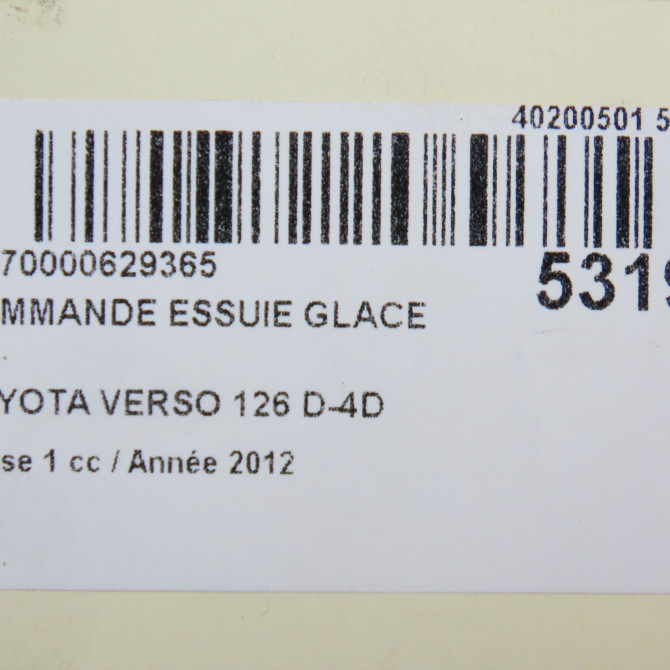 40200501 5
70000629365
5319
MMANDE ESSUIE GLACE
YOTA VERSO 126 D-4D
se 1 cc / Année 2012